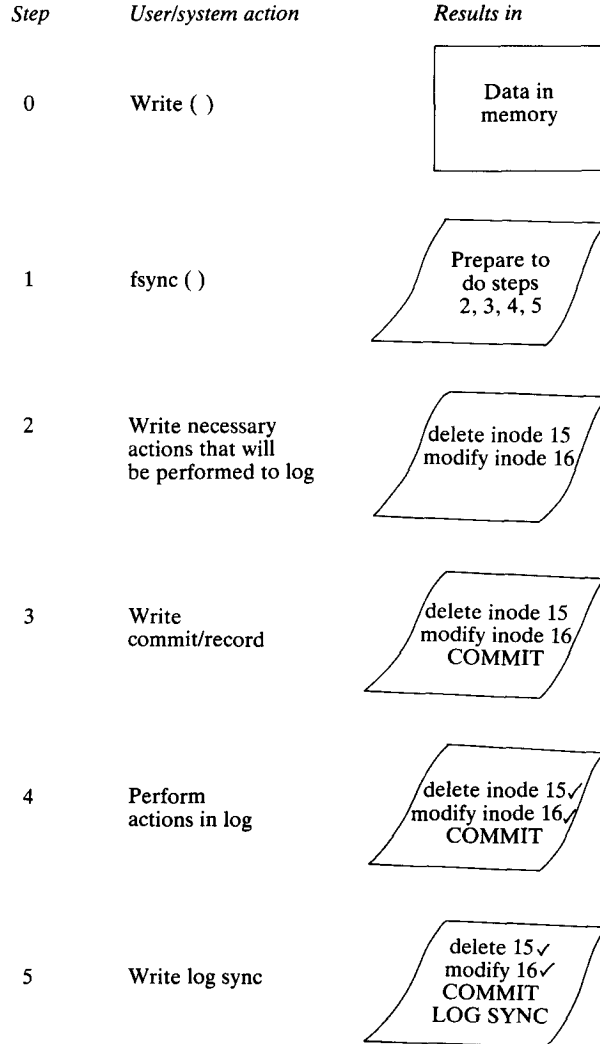 Step User/system action Results in
0 Write ( ) Data in
memory
1 fsync ( ) Prepare to
do steps
2, 3, 4, 5
2 Write necessary
actions that will
be performed to log
delete inode 15
modify inode 16
3 Write
commit/record
delete inode 15
modify inode 16
COMMIT
4 Perform
actions in log
delete inode 15✓
modify inode 16✓
COMMIT
5 Write log sync
delete 15✓
modify 16✓
COMMIT
LOG SYNC